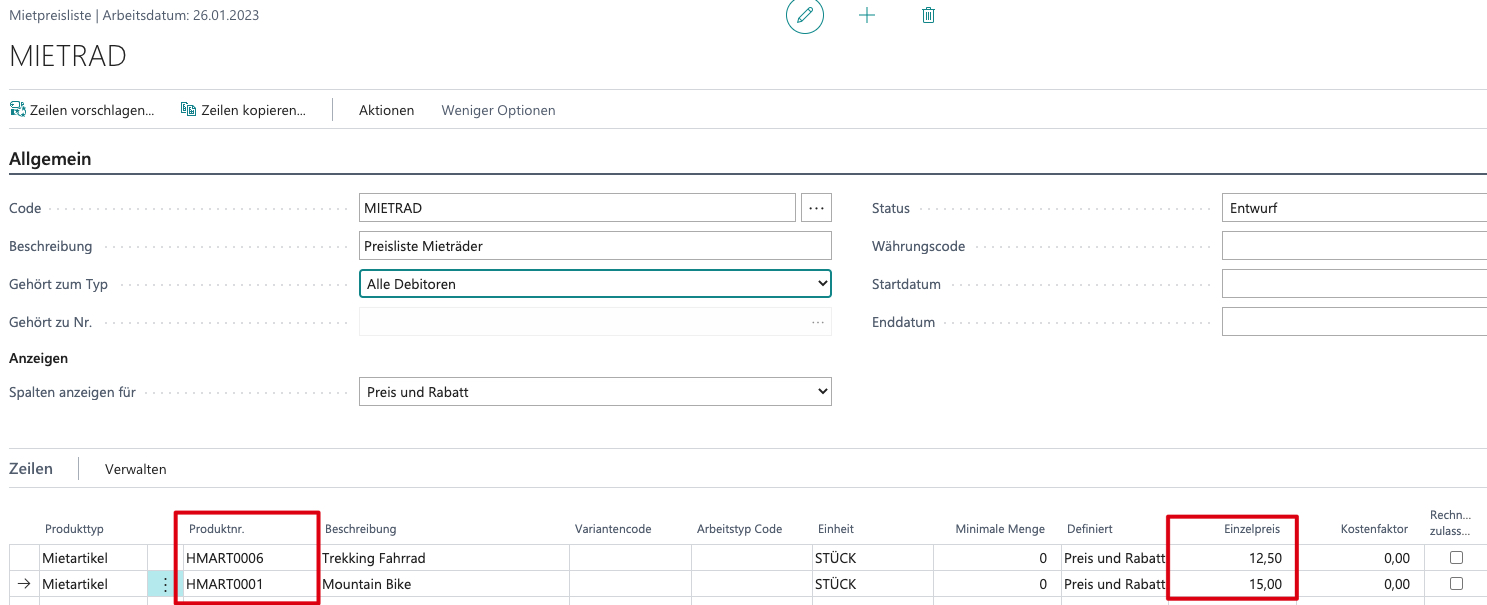 Mietpreisliste | Arbeitsdatum: 26.01.2023
MIETRAD
Zeilen vorschlagen... Zeilen kopieren... Aktionen Weniger Optionen
Allgemein
Code MIETRAD ... Status Entwurf
Beschreibung Preisliste Mieträder Währungscode
Gehört zum Typ Alle Debitoren Startdatum
Gehört zu Nr. ... Enddatum
Anzeigen
Spalten anzeigen für Preis und Rabatt
Zeilen Verwalten
Produkttyp Produktnr. Beschreibung Variantencode Arbeitstyp Code Einheit Minimale Menge Definiert Einzelpreis Kostenfaktor Rechn... zulass...
Mietartikel HMART0006 Trekking Fahrrad STÜCK 0 Preis und Rabatt 12,50 0,00
Mietartikel HMART0001 Mountain Bike STÜCK 0 Preis und Rabatt 15,00 0,00